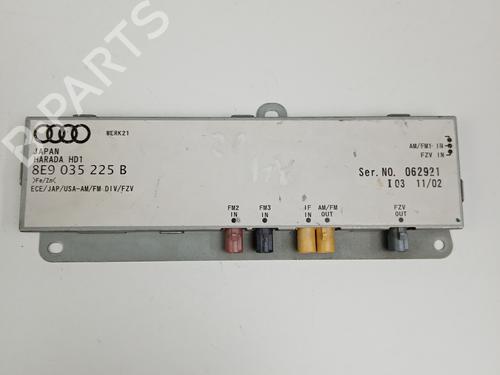 WERK21
JAPAN
HARADA HD1
8E9 035 225 B
>Fe/Zn<
ECE/JAP/USA-AM/FM DIV/FZV
AM/FM1 IN
FZV IN
Ser.NO. 062921
I03 11/02
FM2 IN
FM3 IN
IF IN
AM/FM OUT
FZV OUT
B-PARTS